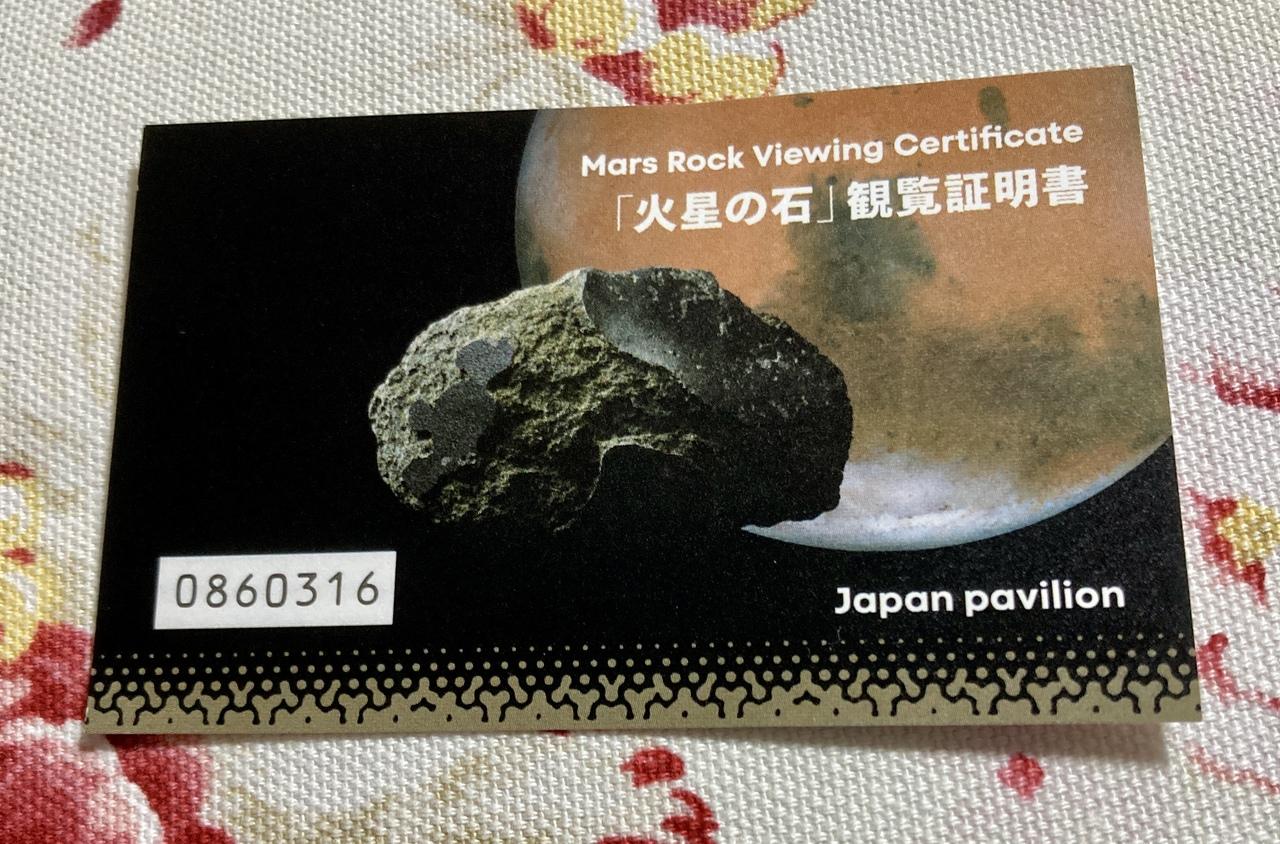 Mars Rock Viewing Certificate
「火星の石」観覧証明書
0860316
Japan pavilion